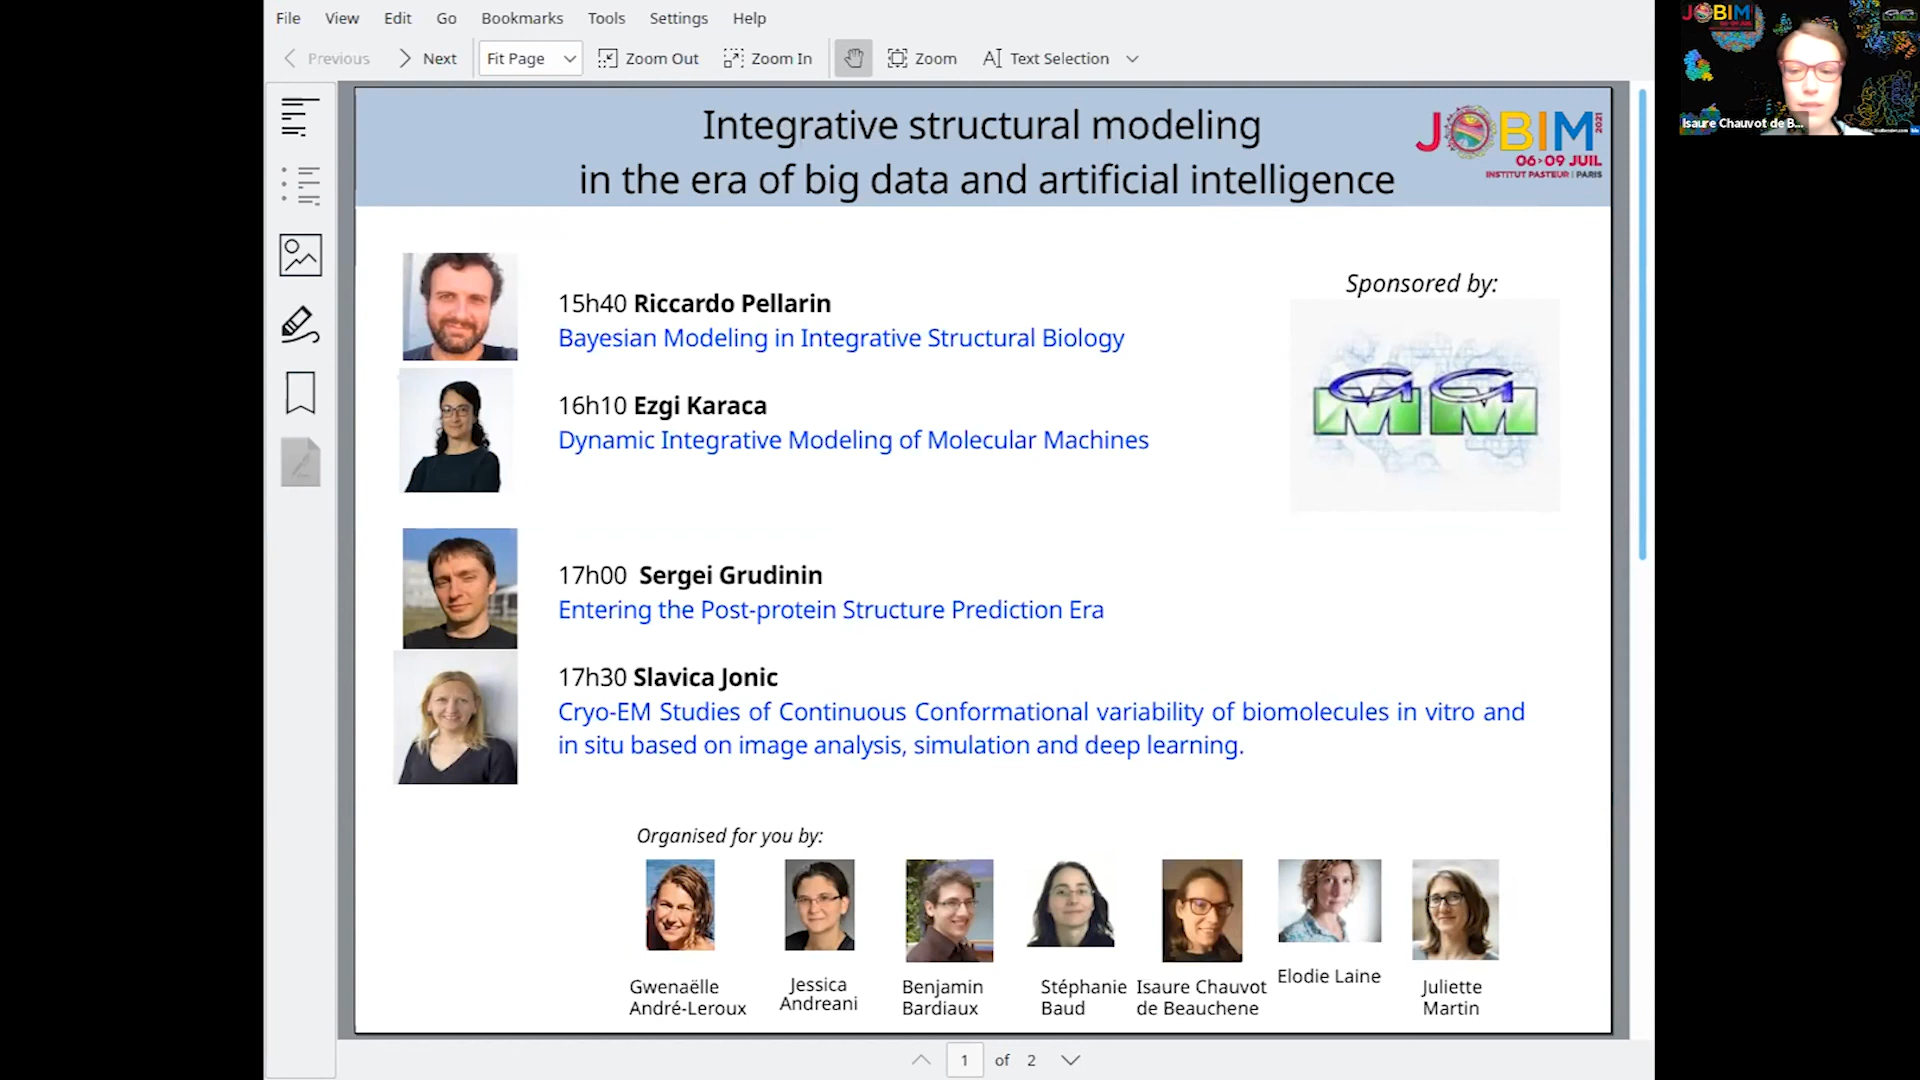 File View Edit Go Bookmarks Tools Settings Help
Previous Next Fit Page Zoom Out Zoom In Zoom Text Selection
JOBIM
Isaure Chauvot de B...
Integrative structural modeling
in the era of big data and artificial intelligence
JOBIM 2021
06>09 JUIL
INSTITUT PASTEUR | PARIS
15h40 Riccardo Pellarin
Bayesian Modeling in Integrative Structural Biology
Sponsored by:
GGMM
16h10 Ezgi Karaca
Dynamic Integrative Modeling of Molecular Machines
17h00 Sergei Grudinin
Entering the Post-protein Structure Prediction Era
17h30 Slavica Jonic
Cryo-EM Studies of Continuous Conformational variability of biomolecules in vitro and
in situ based on image analysis, simulation and deep learning.
Organised for you by:
Gwenaëlle
André-Leroux
Jessica
Andreani
Benjamin
Bardiaux
Stéphanie
Baud
Isaure Chauvot
de Beauchene
Elodie Laine
Juliette
Martin
1 of 2